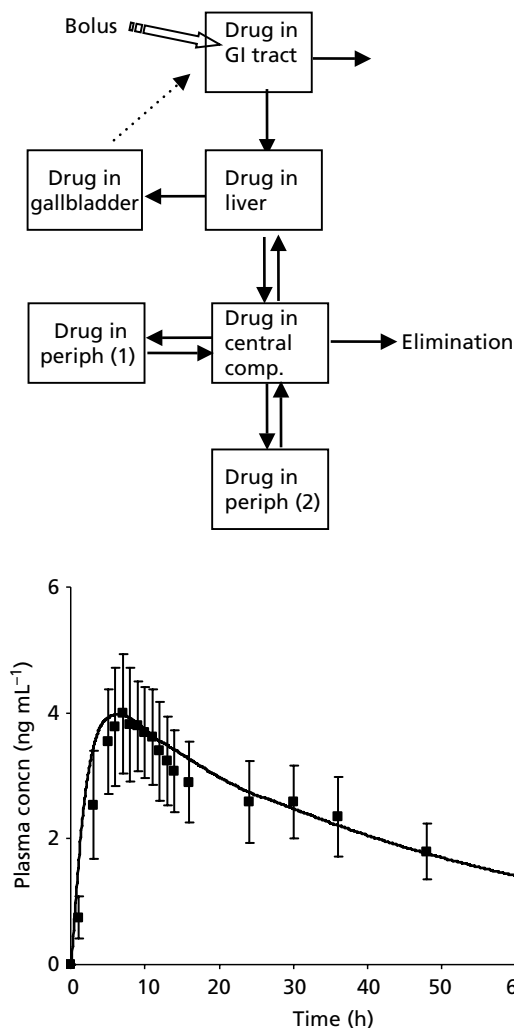 Bolus
Drug in
GI tract
Drug in
gallbladder
Drug in
liver
Drug in
periph (1)
Drug in
central
comp.
Elimination
Drug in
periph (2)
6
4
2
0
Plasma concn (ng mL⁻¹)
0 10 20 30 40 50 6
Time (h)